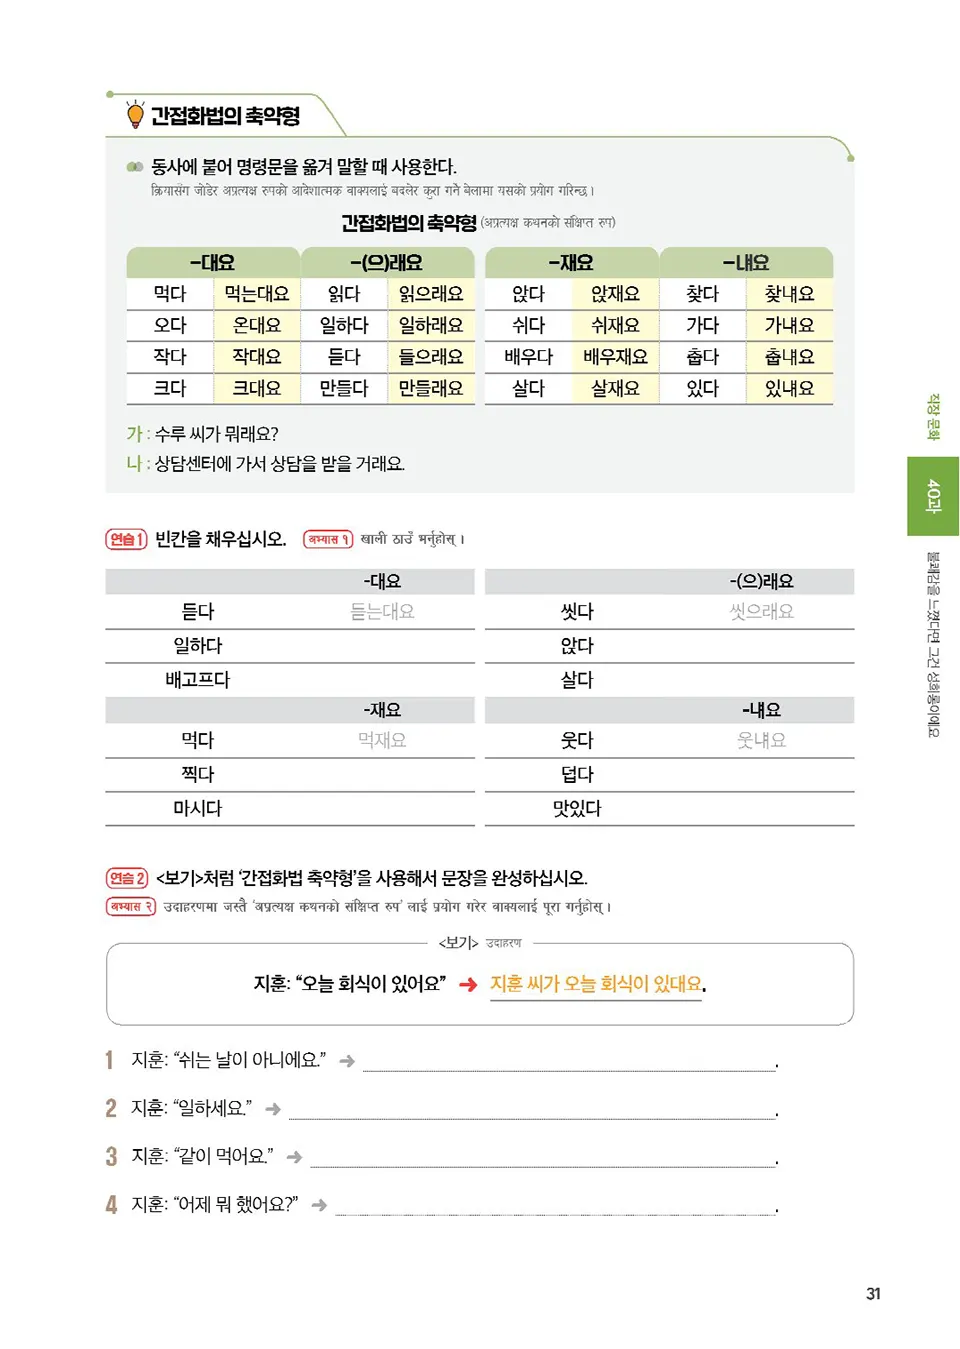 간접화법의 축약형
동사에 붙어 명령문을 옮겨 말할 때 사용한다.
क्रियासँग जोडेर अप्रत्यक्ष रुपको आदेशात्मक वाक्यलाई बदलेर कुरा गर्ने बेलामा यसको प्रयोग गरिन्छ।
간접화법의 축약형 (अप्रत्यक्ष कथनको संक्षिप्त रुप)
-대요 -(으)래요 -재요 -냬요
먹다 먹는대요 읽다 읽으래요 앉다 앉재요 찾다 찾냬요
오다 온대요 일하다 일하래요 쉬다 쉬재요 가다 가냬요
작다 작대요 듣다 들으래요 배우다 배우재요 춥다 춥냬요
크다 크대요 만들다 만들래요 살다 살재요 있다 있냬요
가 : 수루 씨가 뭐래요?
나 : 상담센터에 가서 상담을 받을 거래요.
연습 1 빈칸을 채우십시오. अभ्यास १ खाली ठाउँ भर्नुहोस्।
-대요 -(으)래요
듣다 듣는대요 씻다 씻으래요
일하다 앉다
배고프다 살다
-재요 -냬요
먹다 먹재요 웃다 웃냬요
찍다 덥다
마시다 맛있다
연습 2 <보기>처럼 ‘간접화법 축약형’을 사용해서 문장을 완성하십시오.
अभ्यास २ उदाहरणमा जस्तै ‘अप्रत्यक्ष कथनको संक्षिप्त रुप’ लाई प्रयोग गरेर वाक्यलाई पूरा गर्नुहोस्।
<보기> उदाहरण
지훈: “오늘 회식이 있어요” ➜ 지훈 씨가 오늘 회식이 있대요.
1 지훈: “쉬는 날이 아니에요.” ➜ .
2 지훈: “일하세요.” ➜ .
3 지훈: “같이 먹어요.” ➜ .
4 지훈: “어제 뭐 했어요?” ➜ .
직장 문화
40과
불쾌감을 느꼈다면 그건 성희롱이에요
31